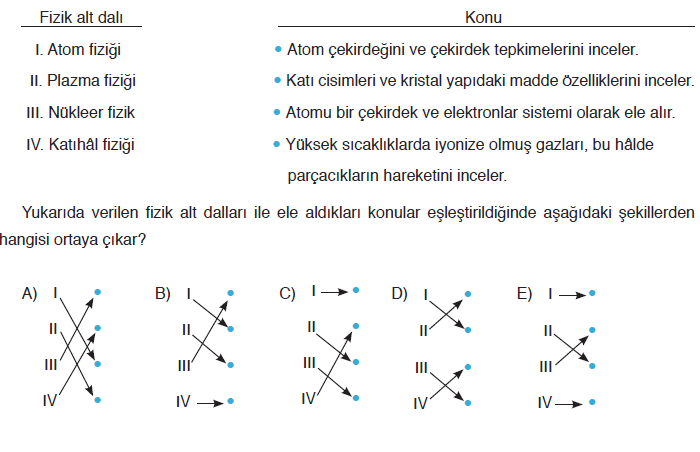 Fizik alt dalı Konu
I. Atom fiziği • Atom çekirdeğini ve çekirdek tepkimelerini inceler.
II. Plazma fiziği • Katı cisimleri ve kristal yapıdaki madde özelliklerini inceler.
III. Nükleer fizik • Atomu bir çekirdek ve elektronlar sistemi olarak ele alır.
IV. Katıhâl fiziği • Yüksek sıcaklıklarda iyonize olmuş gazları, bu hâlde
parçacıkların hareketini inceler.
Yukarıda verilen fizik alt dalları ile ele aldıkları konular eşleştirildiğinde aşağıdaki şekillerden
hangisi ortaya çıkar?
A) I
II
III
IV
B) I
II
III
IV
C) I
II
III
IV
D) I
II
III
IV
E) I
II
III
IV